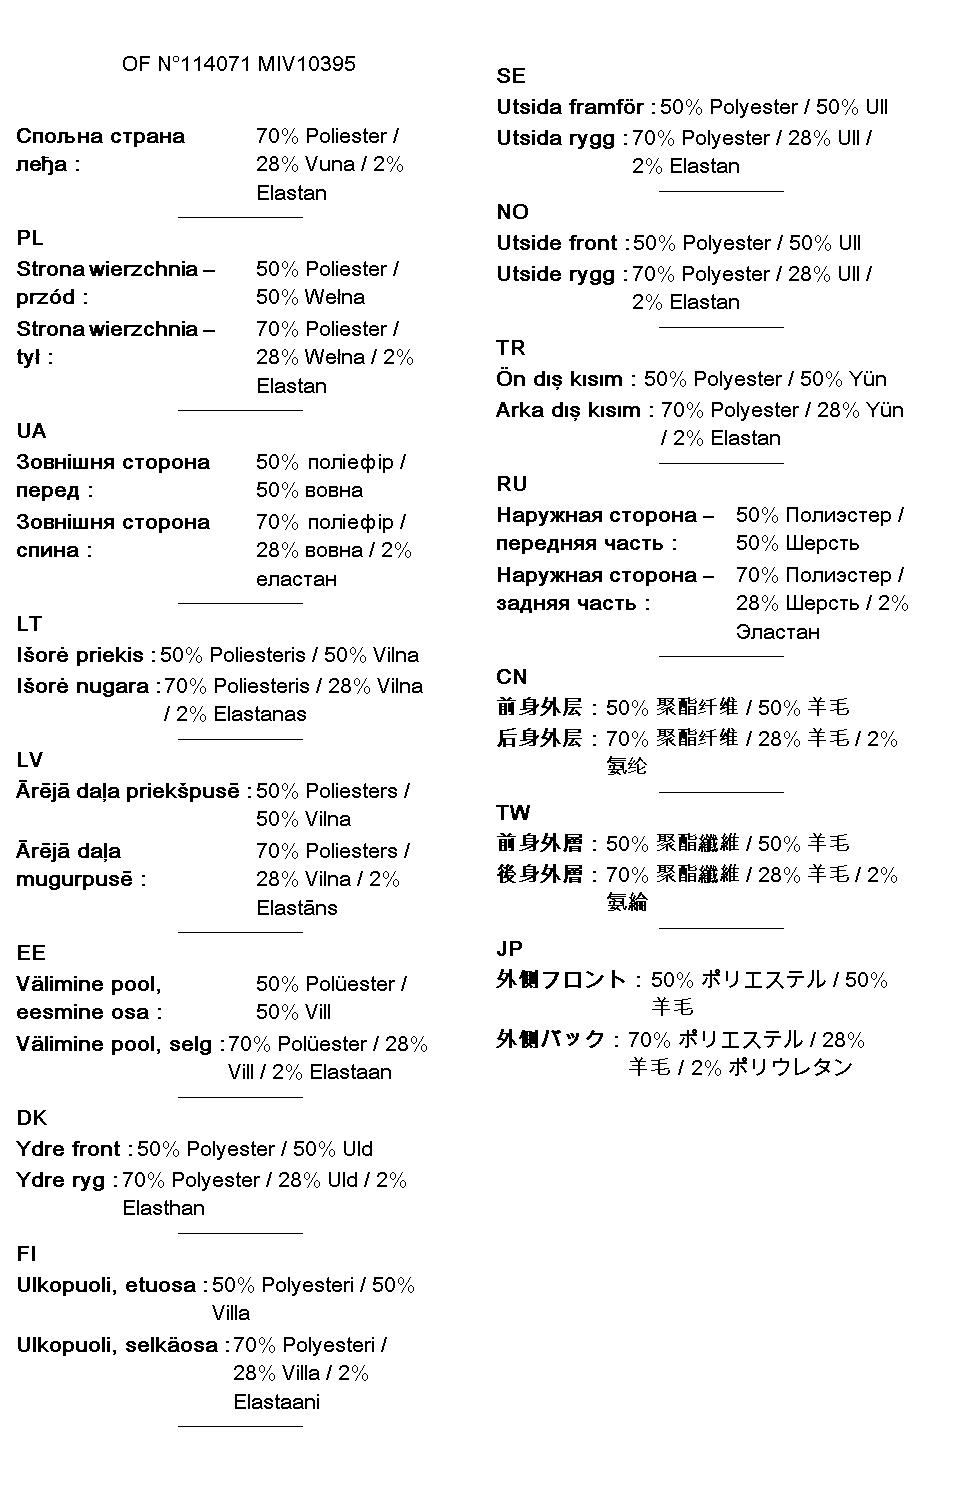 OF N°114071 MIV10395
Спољна страна
леђа :
70% Poliester /
28% Vuna / 2%
Elastan
PL
Strona wierzchnia –
przód :
50% Poliester /
50% Wełna
Strona wierzchnia –
tył :
70% Poliester /
28% Wełna / 2%
Elastan
UA
Зовнішня сторона
перед :
50% поліефір /
50% вовна
Зовнішня сторона
спина :
70% поліефір /
28% вовна / 2%
еластан
LT
Išorė priekis : 50% Poliesteris / 50% Vilna
Išorė nugara : 70% Poliesteris / 28% Vilna
/ 2% Elastanas
LV
Ārējā daļa priekšpusē : 50% Poliesters /
50% Vilna
Ārējā daļa
mugurpusē :
70% Poliesters /
28% Vilna / 2%
Elastāns
EE
Välimine pool,
eesmine osa :
50% Polüester /
50% Vill
Välimine pool, selg : 70% Polüester / 28%
Vill / 2% Elastaan
DK
Ydre front : 50% Polyester / 50% Uld
Ydre ryg : 70% Polyester / 28% Uld / 2%
Elasthan
FI
Ulkopuoli, etuosa : 50% Polyesteri / 50%
Villa
Ulkopuoli, selkäosa : 70% Polyesteri /
28% Villa / 2%
Elastaani
SE
Utsida framför : 50% Polyester / 50% Ull
Utsida rygg : 70% Polyester / 28% Ull /
2% Elastan
NO
Utside front : 50% Polyester / 50% Ull
Utside rygg : 70% Polyester / 28% Ull /
2% Elastan
TR
Ön dış kısım : 50% Polyester / 50% Yün
Arka dış kısım : 70% Polyester / 28% Yün
/ 2% Elastan
RU
Наружная сторона –
передняя часть :
50% Полиэстер /
50% Шерсть
Наружная сторона –
задняя часть :
70% Полиэстер /
28% Шерсть / 2%
Эластан
CN
前身外层 : 50% 聚酯纤维 / 50% 羊毛
后身外层 : 70% 聚酯纤维 / 28% 羊毛 / 2%
氨纶
TW
前身外層 : 50% 聚酯纖維 / 50% 羊毛
後身外層 : 70% 聚酯纖維 / 28% 羊毛 / 2%
氨綸
JP
外側フロント : 50% ポリエステル / 50%
羊毛
外側バック : 70% ポリエステル / 28%
羊毛 / 2% ポリウレタン